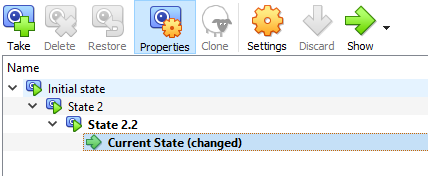 Take Delete Restore Properties Clone Settings Discard Show
Name
Initial state
State 2
State 2.2
Current State (changed)